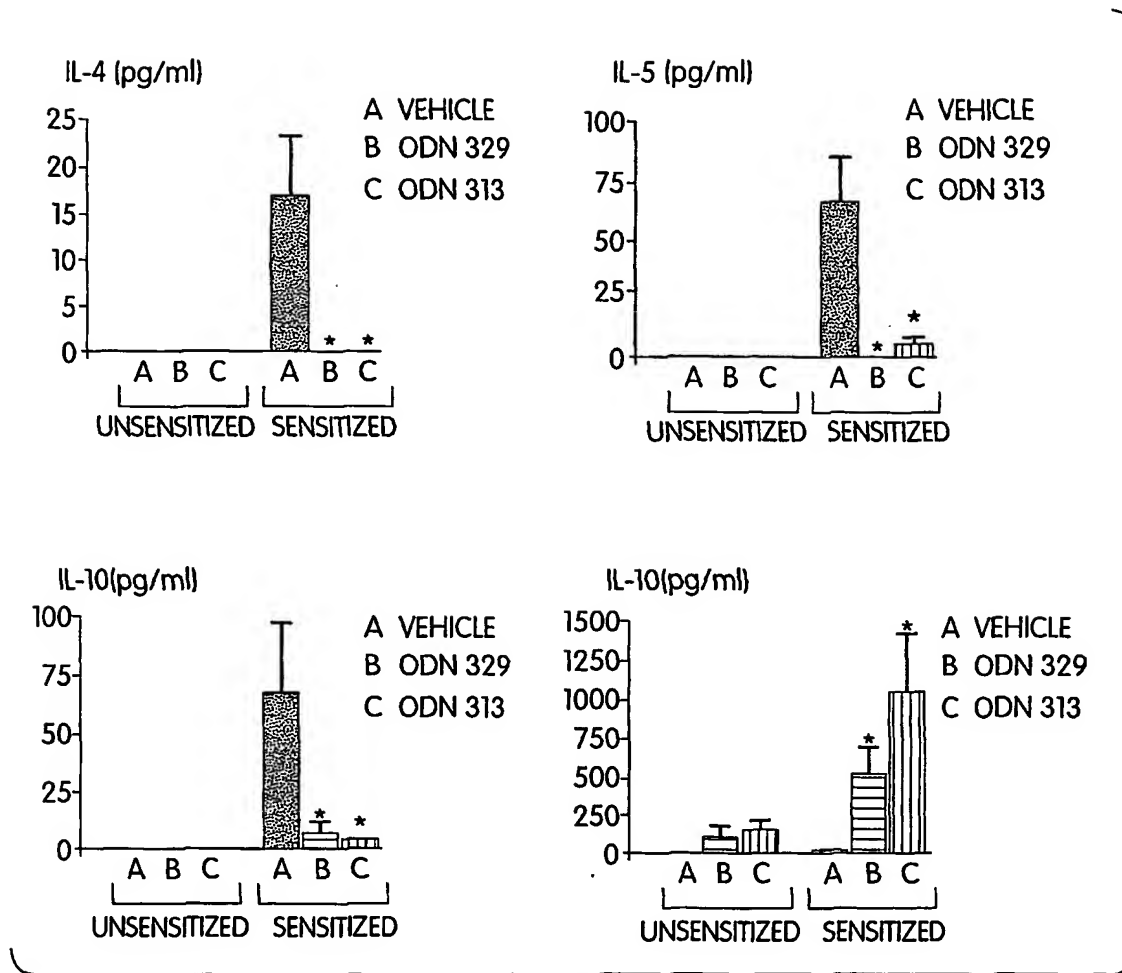 IL-4 (pg/ml)
25
20
15
10
5
0
A VEHICLE
B ODN 329
C ODN 313
* *
A B C A B C
UNSENSITIZED SENSITIZED
IL-5 (pg/ml)
100
75
50
25
0
A VEHICLE
B ODN 329
C ODN 313
* *
A B C A B C
UNSENSITIZED SENSITIZED
IL-10(pg/ml)
100
75
50
25
0
A VEHICLE
B ODN 329
C ODN 313
* *
A B C A B C
UNSENSITIZED SENSITIZED
IL-10(pg/ml)
1500
1250
1000
750
500
250
0
A VEHICLE
B ODN 329
C ODN 313
* *
A B C A B C
UNSENSITIZED SENSITIZED